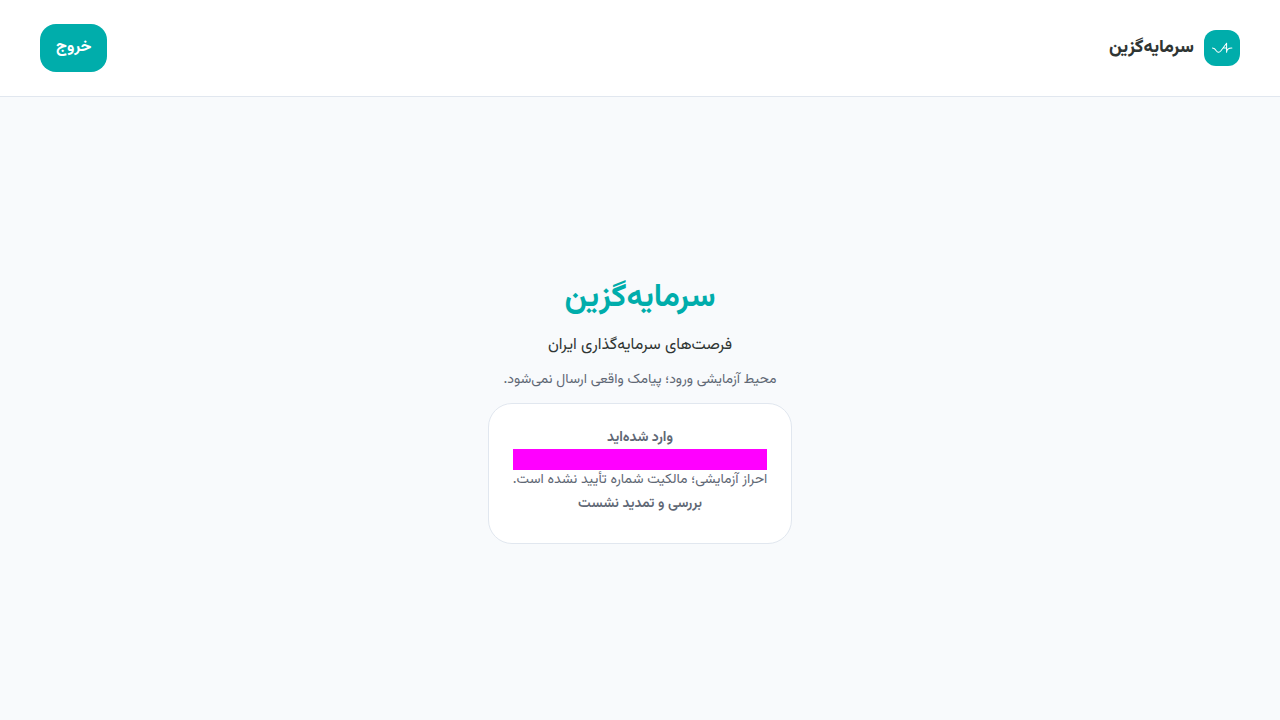 سرمایه‌گزین
خروج
سرمایه‌گزین
فرصت‌های سرمایه‌گذاری ایران
محیط آزمایشی ورود؛ پیامک واقعی ارسال نمی‌شود.
وارد شده‌اید
احراز آزمایشی؛ مالکیت شماره تأیید نشده است.
بررسی و تمدید نشست